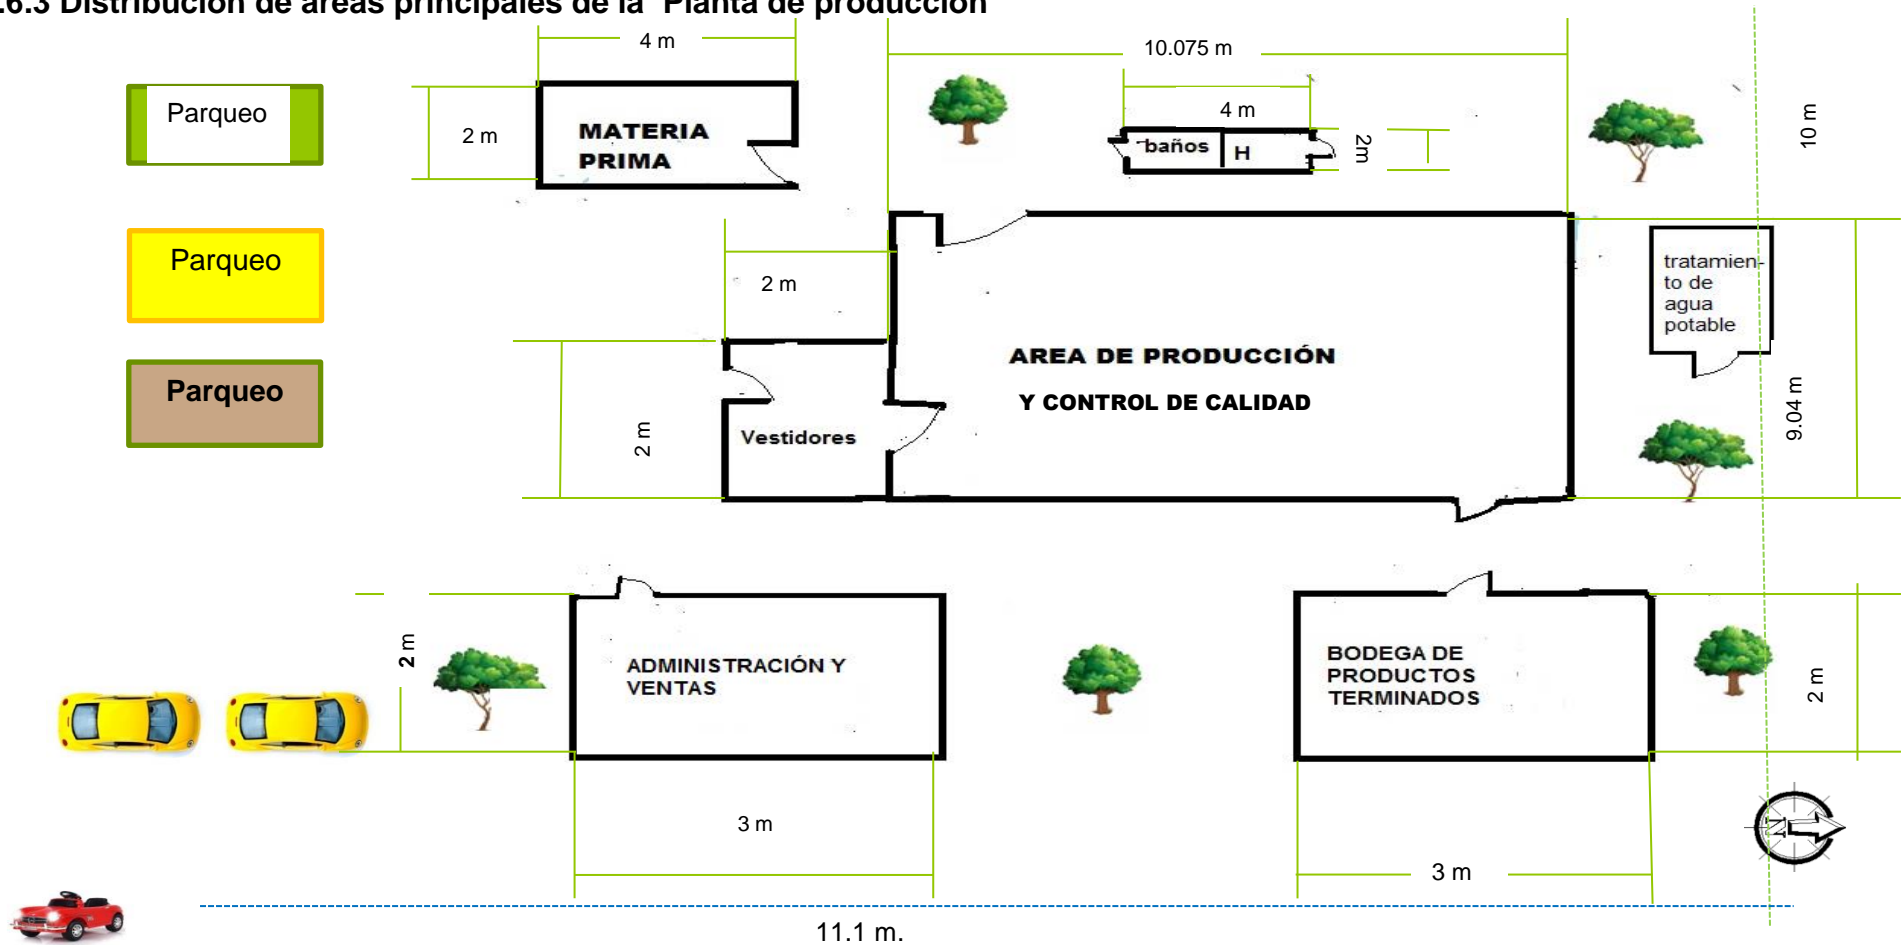 .6.3 Distribución de áreas principales de la Planta de producción
4 m
10.075 m
Parqueo
2 m
MATERIA
PRIMA
4 m
baños
H
2m
10 m
Parqueo
2 m
tratamien-
to de
agua
potable
AREA DE PRODUCCIÓN
Y CONTROL DE CALIDAD
Parqueo
2 m
Vestidores
9.04 m
2 m
ADMINISTRACIÓN Y
VENTAS
BODEGA DE
PRODUCTOS
TERMINADOS
2 m
3 m
N
3 m
11.1 m.